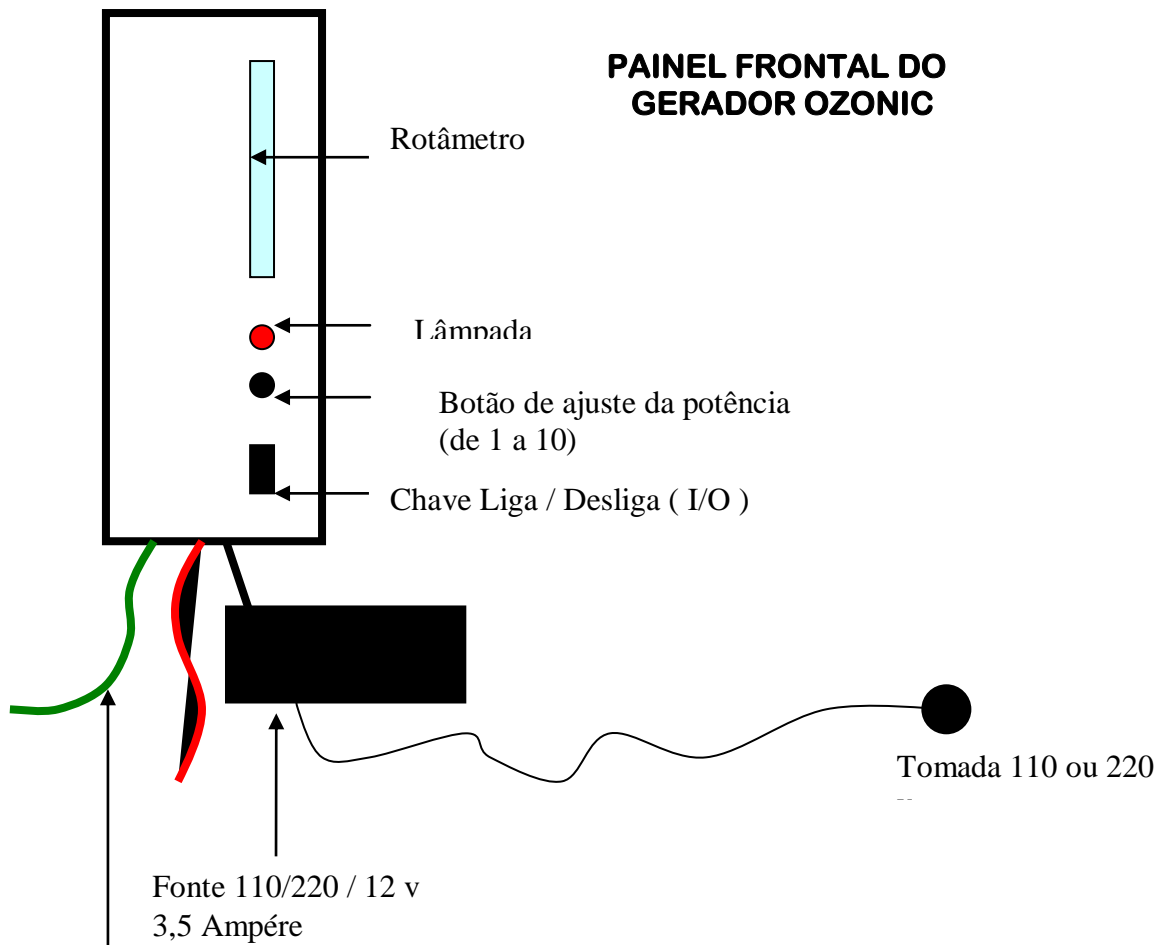 PAINEL FRONTAL DO
GERADOR OZONIC
Rotâmetro
Lâmpada
Botão de ajuste da potência
(de 1 a 10)
Chave Liga / Desliga ( I/O )
Tomada 110 ou 220
Fonte 110/220 / 12 v
3,5 Ampére